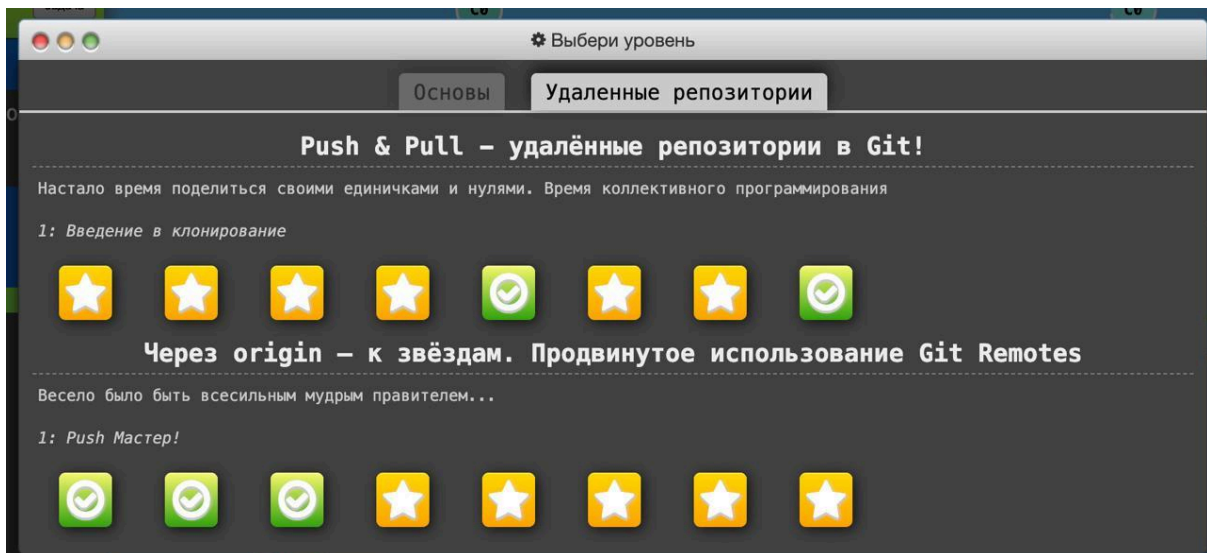 Выбери уровень
Основы
Удаленные репозитории
Push & Pull – удалённые репозитории в Git!
Настало время поделиться своими единичками и нулями. Время коллективного программирования
1: Введение в клонирование
Через origin – к звёздам. Продвинутое использование Git Remotes
Весело было быть всесильным мудрым правителем...
1: Push Мастер!